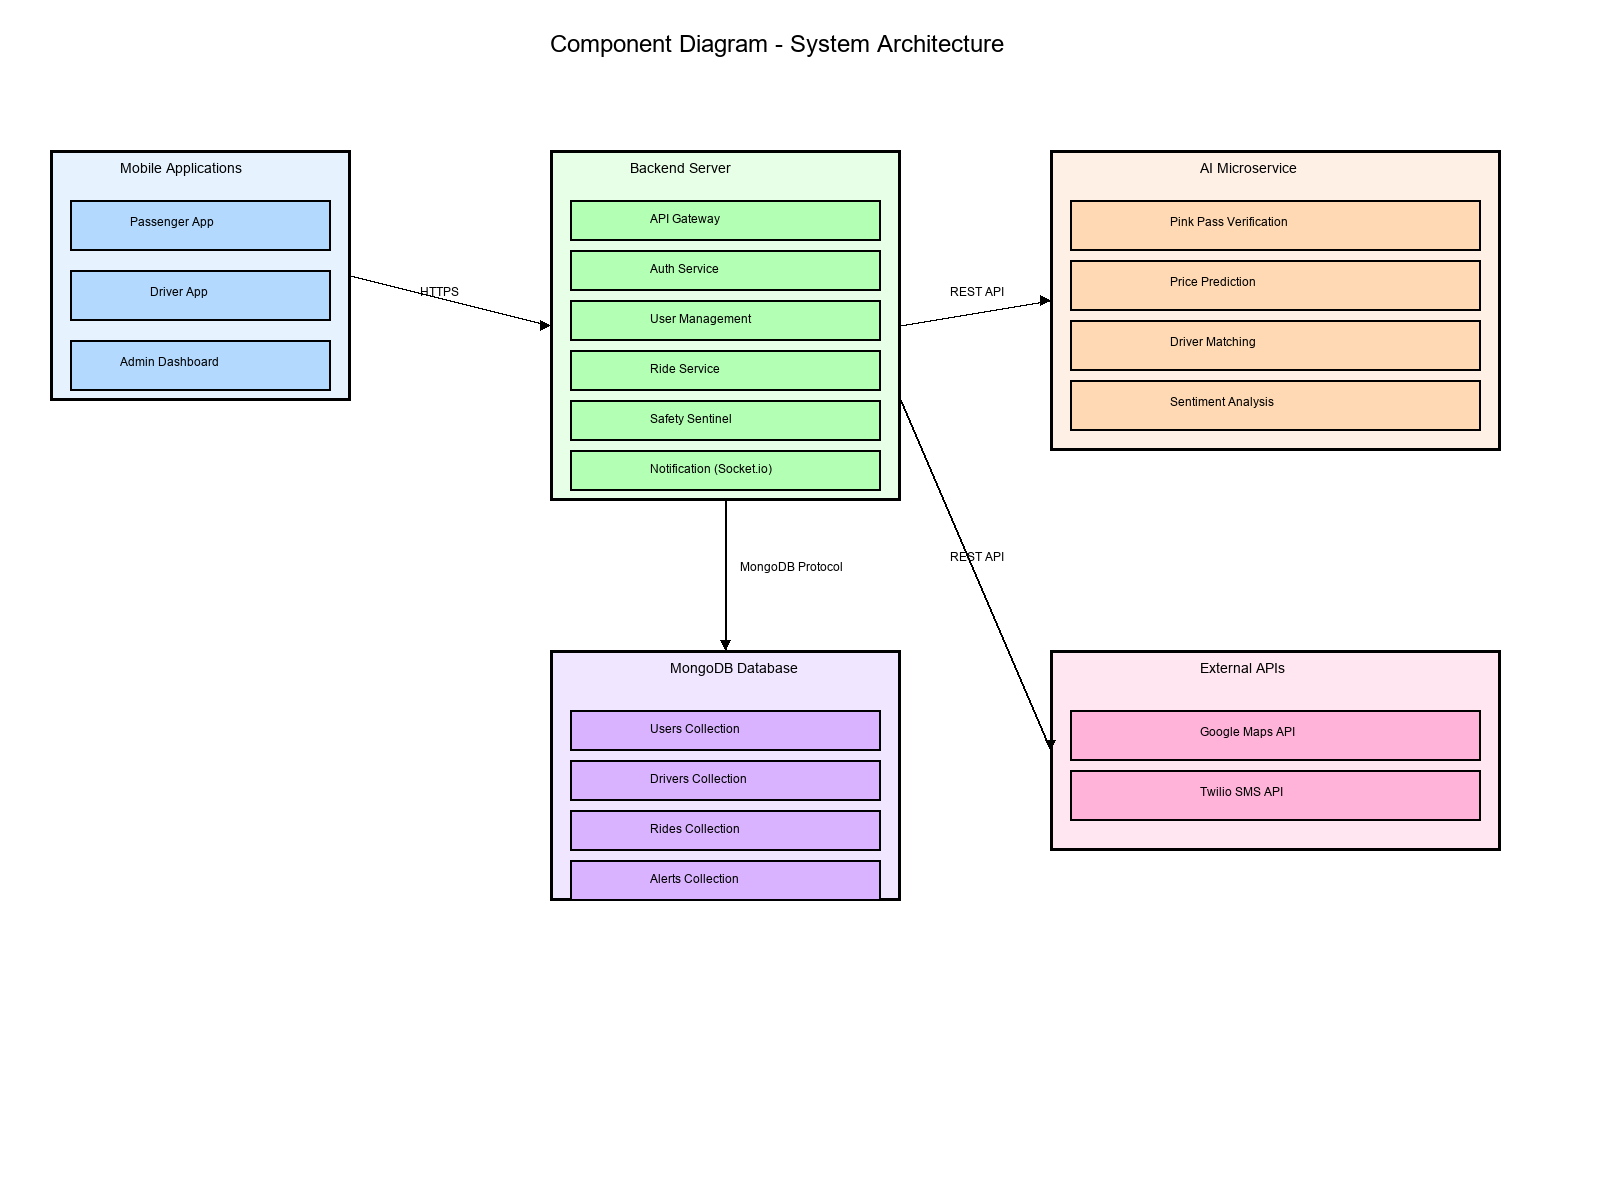 Component Diagram - System Architecture
Mobile Applications
Passenger App
Driver App
Admin Dashboard
HTTPS
Backend Server
API Gateway
Auth Service
User Management
Ride Service
Safety Sentinel
Notification (Socket.io)
REST API
AI Microservice
Pink Pass Verification
Price Prediction
Driver Matching
Sentiment Analysis
MongoDB Protocol
REST API
MongoDB Database
Users Collection
Drivers Collection
Rides Collection
Alerts Collection
External APIs
Google Maps API
Twilio SMS API